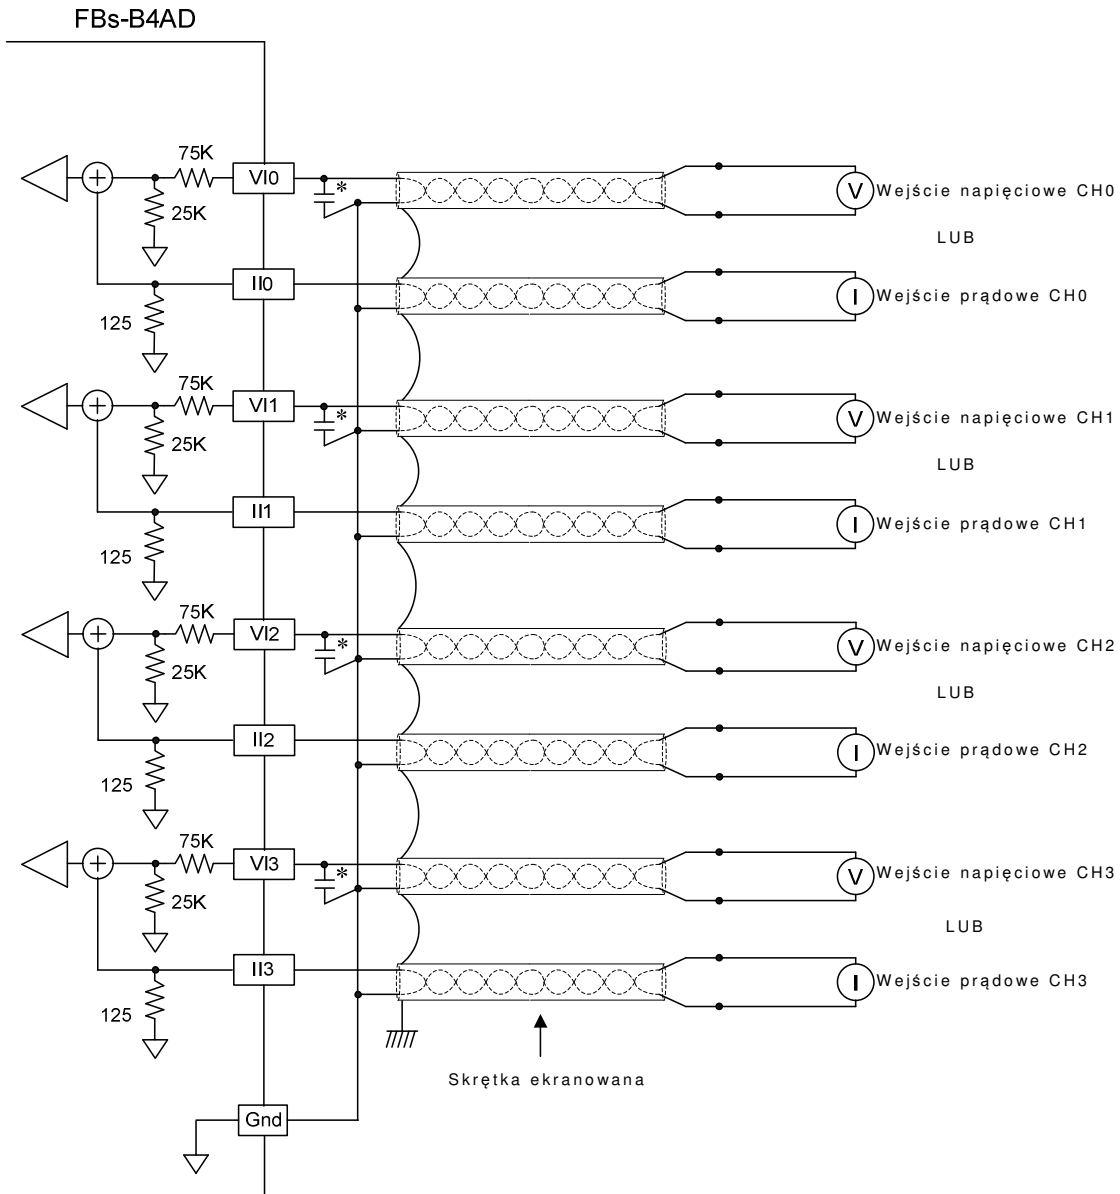 FBs-B4AD
75K
VI0
*
V
Wejście napięciowe CH0
25K
LUB
II0
I
Wejście prądowe CH0
125
75K
VI1
*
V
Wejście napięciowe CH1
25K
LUB
II1
I
Wejście prądowe CH1
125
75K
VI2
*
V
Wejście napięciowe CH2
25K
LUB
II2
I
Wejście prądowe CH2
125
75K
VI3
*
V
Wejście napięciowe CH3
25K
LUB
II3
I
Wejście prądowe CH3
125
Skrętka ekranowana
Gnd